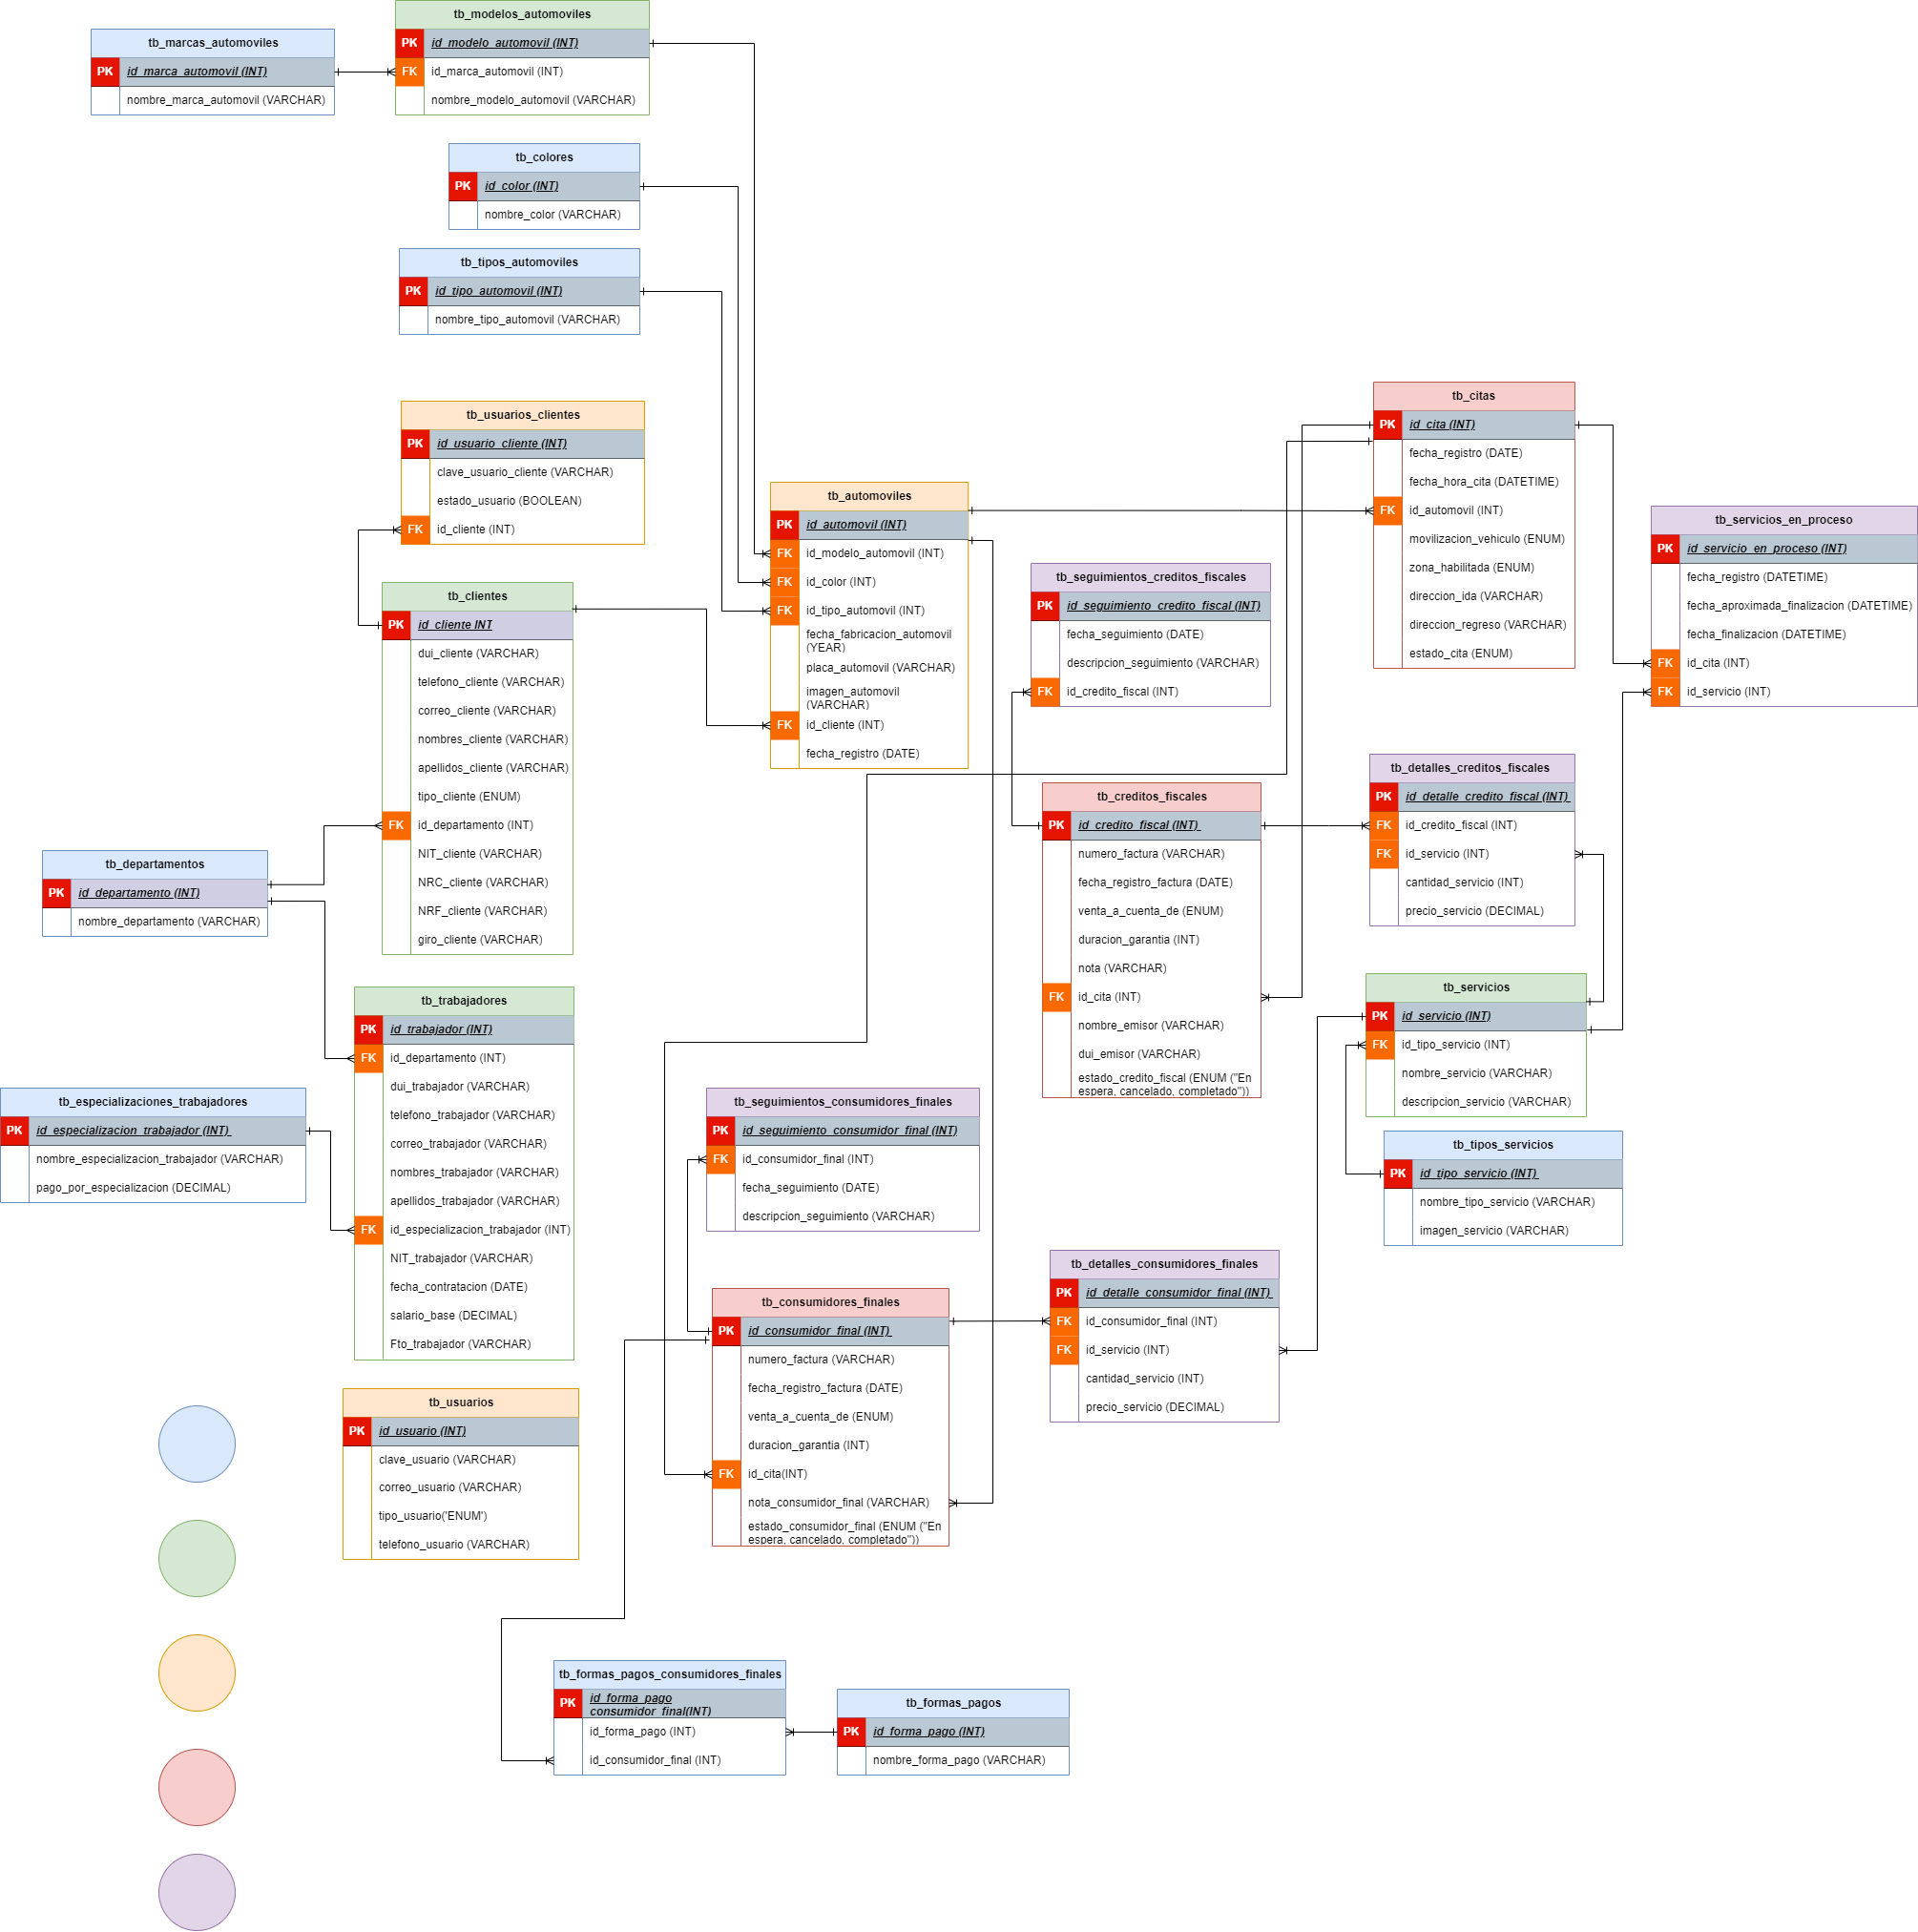 tb_marcas_automoviles
PK id_marca_automovil (INT)
nombre_marca_automovil (VARCHAR)
tb_modelos_automoviles
PK id_modelo_automovil (INT)
FK id_marca_automovil (INT)
nombre_modelo_automovil (VARCHAR)
tb_colores
PK id_color (INT)
nombre_color (VARCHAR)
tb_tipos_automoviles
PK id_tipo_automovil (INT)
nombre_tipo_automovil (VARCHAR)
tb_usuarios_clientes
PK id_usuario_cliente (INT)
clave_usuario_cliente (VARCHAR)
estado_usuario (BOOLEAN)
FK id_cliente (INT)
tb_clientes
PK id_cliente INT
dui_cliente (VARCHAR)
telefono_cliente (VARCHAR)
correo_cliente (VARCHAR)
nombres_cliente (VARCHAR)
apellidos_cliente (VARCHAR)
tipo_cliente (ENUM)
FK id_departamento (INT)
NIT_cliente (VARCHAR)
NRC_cliente (VARCHAR)
NRF_cliente (VARCHAR)
giro_cliente (VARCHAR)
tb_automoviles
PK id_automovil (INT)
FK id_modelo_automovil (INT)
FK id_color (INT)
FK id_tipo_automovil (INT)
fecha_fabricacion_automovil
(YEAR)
placa_automovil (VARCHAR)
imagen_automovil
(VARCHAR)
FK id_cliente (INT)
fecha_registro (DATE)
tb_citas
PK id_cita (INT)
fecha_registro (DATE)
fecha_hora_cita (DATETIME)
FK id_automovil (INT)
movilizacion_vehiculo (ENUM)
zona_habilitada (ENUM)
direccion_ida (VARCHAR)
direccion_regreso (VARCHAR)
estado_cita (ENUM)
tb_servicios_en_proceso
PK id_servicio_en_proceso (INT)
fecha_registro (DATETIME)
fecha_aproximada_finalizacion (DATETIME)
fecha_finalizacion (DATETIME)
FK id_cita (INT)
FK id_servicio (INT)
tb_seguimientos_creditos_fiscales
PK id_seguimiento_credito_fiscal (INT)
fecha_seguimiento (DATE)
descripcion_seguimiento (VARCHAR)
FK id_credito_fiscal (INT)
tb_creditos_fiscales
PK id_credito_fiscal (INT)
numero_factura (VARCHAR)
fecha_registro_factura (DATE)
venta_a_cuenta_de (ENUM)
duracion_garantia (INT)
nota (VARCHAR)
FK id_cita (INT)
nombre_emisor (VARCHAR)
dui_emisor (VARCHAR)
estado_credito_fiscal (ENUM ("En
espera, cancelado, completado"))
tb_detalles_creditos_fiscales
PK id_detalle_credito_fiscal (INT)
FK id_credito_fiscal (INT)
FK id_servicio (INT)
cantidad_servicio (INT)
precio_servicio (DECIMAL)
tb_departamentos
PK id_departamento (INT)
nombre_departamento (VARCHAR)
tb_trabajadores
PK id_trabajador (INT)
FK id_departamento (INT)
dui_trabajador (VARCHAR)
telefono_trabajador (VARCHAR)
correo_trabajador (VARCHAR)
nombres_trabajador (VARCHAR)
apellidos_trabajador (VARCHAR)
FK id_especializacion_trabajador (INT)
NIT_trabajador (VARCHAR)
fecha_contratacion (DATE)
salario_base (DECIMAL)
Fto_trabajador (VARCHAR)
tb_especializaciones_trabajadores
PK id_especializacion_trabajador (INT)
nombre_especializacion_trabajador (VARCHAR)
pago_por_especializacion (DECIMAL)
tb_servicios
PK id_servicio (INT)
FK id_tipo_servicio (INT)
nombre_servicio (VARCHAR)
descripcion_servicio (VARCHAR)
tb_tipos_servicios
PK id_tipo_servicio (INT)
nombre_tipo_servicio (VARCHAR)
imagen_servicio (VARCHAR)
tb_seguimientos_consumidores_finales
PK id_seguimiento_consumidor_final (INT)
FK id_consumidor_final (INT)
fecha_seguimiento (DATE)
descripcion_seguimiento (VARCHAR)
tb_consumidores_finales
PK id_consumidor_final (INT)
numero_factura (VARCHAR)
fecha_registro_factura (DATE)
venta_a_cuenta_de (ENUM)
duracion_garantia (INT)
FK id_cita(INT)
nota_consumidor_final (VARCHAR)
estado_consumidor_final (ENUM ("En
espera, cancelado, completado"))
tb_detalles_consumidores_finales
PK id_detalle_consumidor_final (INT)
FK id_consumidor_final (INT)
FK id_servicio (INT)
cantidad_servicio (INT)
precio_servicio (DECIMAL)
tb_usuarios
PK id_usuario (INT)
clave_usuario (VARCHAR)
correo_usuario (VARCHAR)
tipo_usuario('ENUM')
telefono_usuario (VARCHAR)
tb_formas_pagos_consumidores_finales
PK id_forma_pago
consumidor_final(INT)
id_forma_pago (INT)
id_consumidor_final (INT)
tb_formas_pagos
PK id_forma_pago (INT)
nombre_forma_pago (VARCHAR)